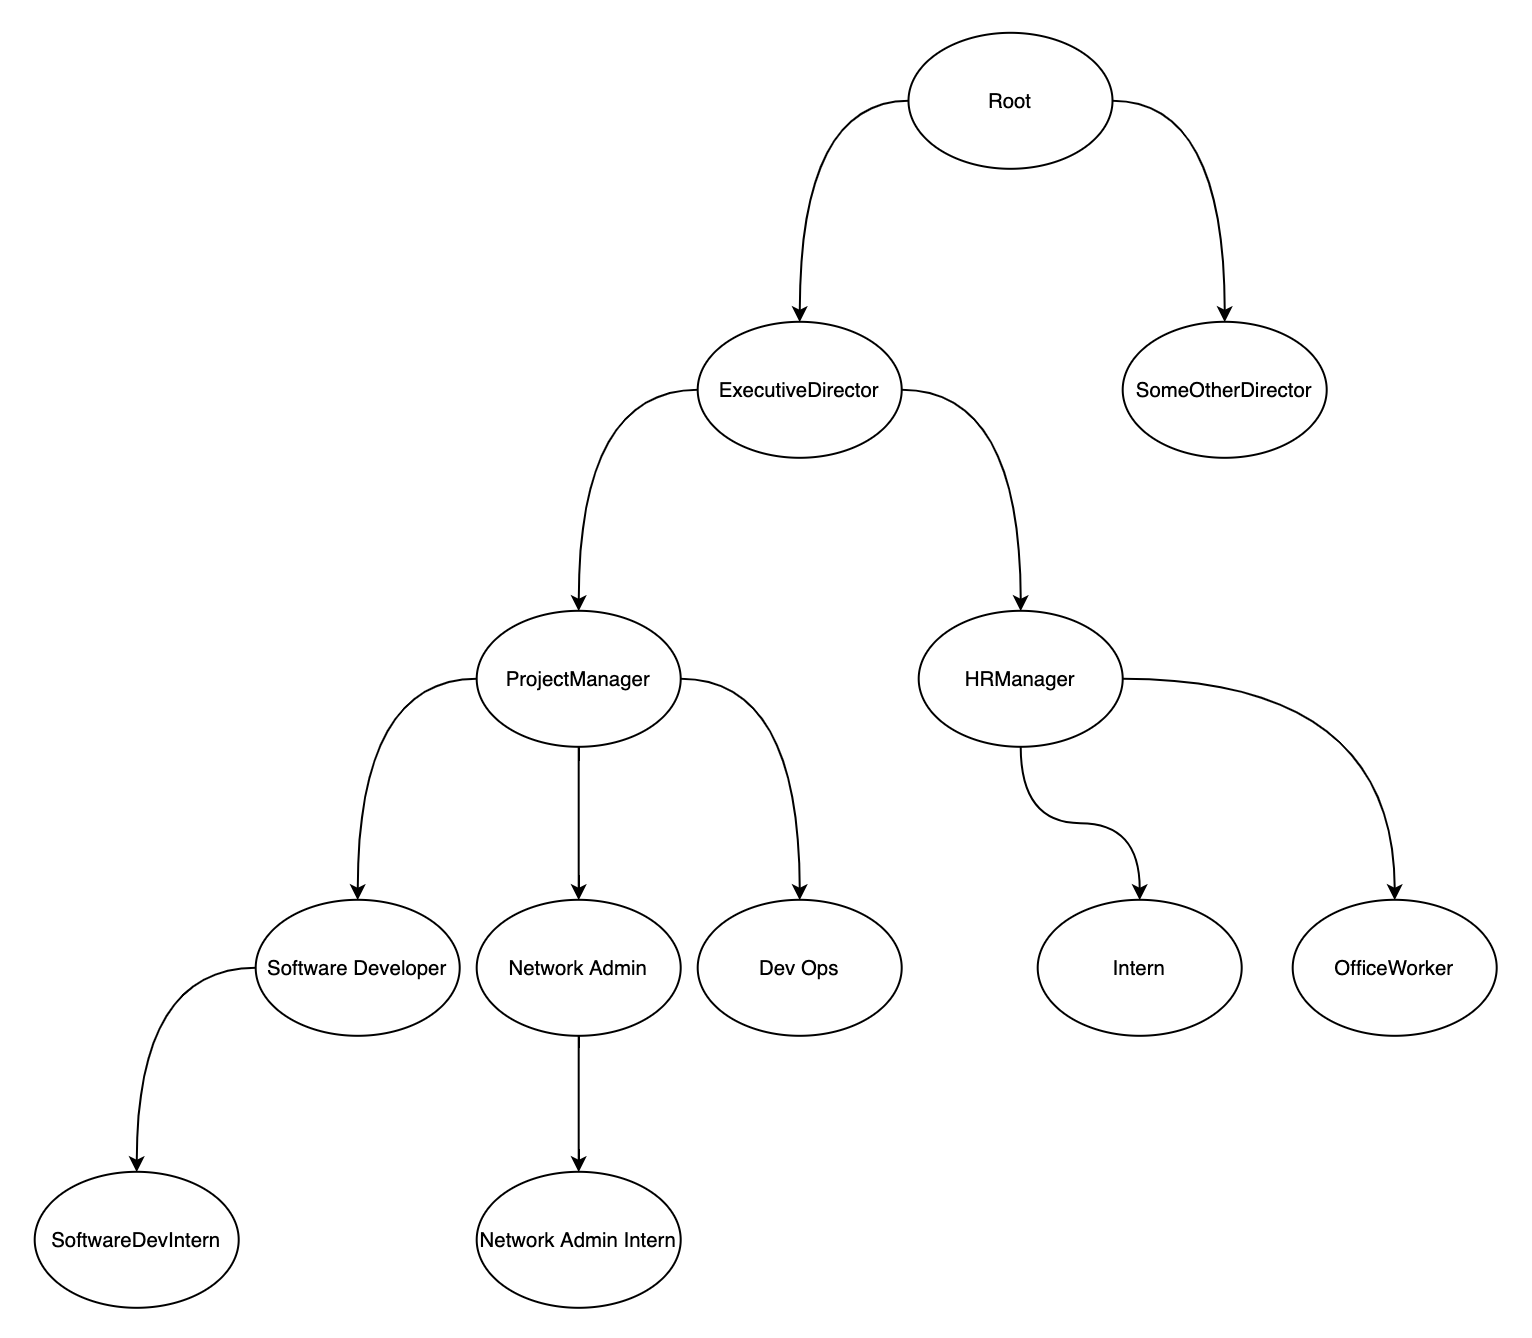 Root
ExecutiveDirector
SomeOtherDirector
ProjectManager
HRManager
Software Developer
Network Admin
Dev Ops
Intern
OfficeWorker
SoftwareDevIntern
Network Admin Intern